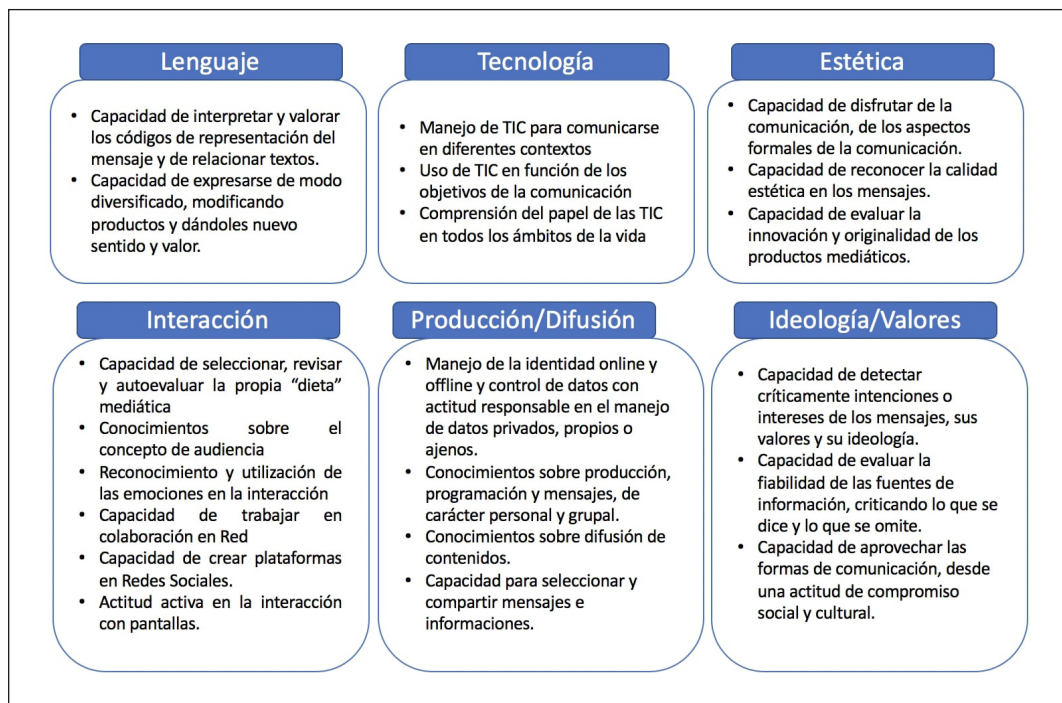 Lenguaje
• Capacidad de interpretar y valorar
los códigos de representación del
mensaje y de relacionar textos.
• Capacidad de expresarse de modo
diversificado, modificando
productos y dándoles nuevo
sentido y valor.
Tecnología
• Manejo de TIC para comunicarse
en diferentes contextos
• Uso de TIC en función de los
objetivos de la comunicación
• Comprensión del papel de las TIC
en todos los ámbitos de la vida
Estética
• Capacidad de disfrutar de la
comunicación, de los aspectos
formales de la comunicación.
• Capacidad de reconocer la calidad
estética en los mensajes.
• Capacidad de evaluar la
innovación y originalidad de los
productos mediáticos.
Interacción
• Capacidad de seleccionar, revisar
y autoevaluar la propia “dieta”
mediática
• Conocimientos sobre el
concepto de audiencia
• Reconocimiento y utilización de
las emociones en la interacción
• Capacidad de trabajar en
colaboración en Red
• Capacidad de crear plataformas
en Redes Sociales.
• Actitud activa en la interacción
con pantallas.
Producción/Difusión
• Manejo de la identidad online y
offline y control de datos con
actitud responsable en el manejo
de datos privados, propios o
ajenos.
• Conocimientos sobre producción,
programación y mensajes, de
carácter personal y grupal.
• Conocimientos sobre difusión de
contenidos.
• Capacidad para seleccionar y
compartir mensajes e
informaciones.
Ideología/Valores
• Capacidad de detectar
críticamente intenciones o
intereses de los mensajes, sus
valores y su ideología.
• Capacidad de evaluar la
fiabilidad de las fuentes de
información, criticando lo que se
dice y lo que se omite.
• Capacidad de aprovechar las
formas de comunicación, desde
una actitud de compromiso
social y cultural.